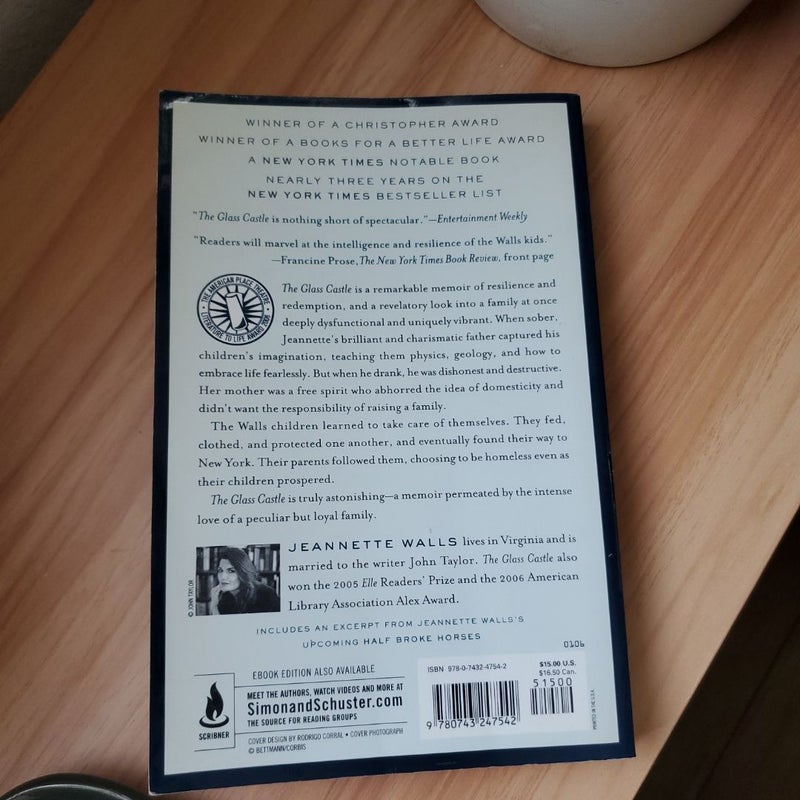 WINNER OF A CHRISTOPHER AWARD
WINNER OF A BOOKS FOR A BETTER LIFE AWARD
A NEW YORK TIMES NOTABLE BOOK
NEARLY THREE YEARS ON THE
NEW YORK TIMES BESTSELLER LIST
"The Glass Castle is nothing short of spectacular."—Entertainment Weekly
"Readers will marvel at the intelligence and resilience of the Walls kids."
—Francine Prose, The New York Times Book Review, front page
THE AMERICAN PLACE THEATRE
LITERATURE TO LIFE AWARD
The Glass Castle is a remarkable memoir of resilience and
redemption, and a revelatory look into a family at once
deeply dysfunctional and uniquely vibrant. When sober,
Jeannette's brilliant and charismatic father captured his
children's imagination, teaching them physics, geology, and how to
embrace life fearlessly. But when he drank, he was dishonest and destructive.
Her mother was a free spirit who abhorred the idea of domesticity and
didn't want the responsibility of raising a family.
The Walls children learned to take care of themselves. They fed,
clothed, and protected one another, and eventually found their way to
New York. Their parents followed them, choosing to be homeless even as
their children prospered.
The Glass Castle is truly astonishing—a memoir permeated by the intense
love of a peculiar but loyal family.
© JOHN TAYLOR
JEANNETTE WALLS lives in Virginia and is
married to the writer John Taylor. The Glass Castle also
won the 2005 Elle Readers' Prize and the 2006 American
Library Association Alex Award.
INCLUDES AN EXCERPT FROM JEANNETTE WALLS'S
UPCOMING HALF BROKE HORSES
0106
EBOOK EDITION ALSO AVAILABLE
MEET THE AUTHORS, WATCH VIDEOS AND MORE AT
SimonandSchuster.com
THE SOURCE FOR READING GROUPS
SCRIBNER
COVER DESIGN BY RODRIGO CORRAL • COVER PHOTOGRAPH
© BETTMANN/CORBIS
ISBN 978-0-7432-4754-2
$15.00 U.S.
$16.50 Can.
51500
9 780743 247542
PRINTED IN THE U.S.A.